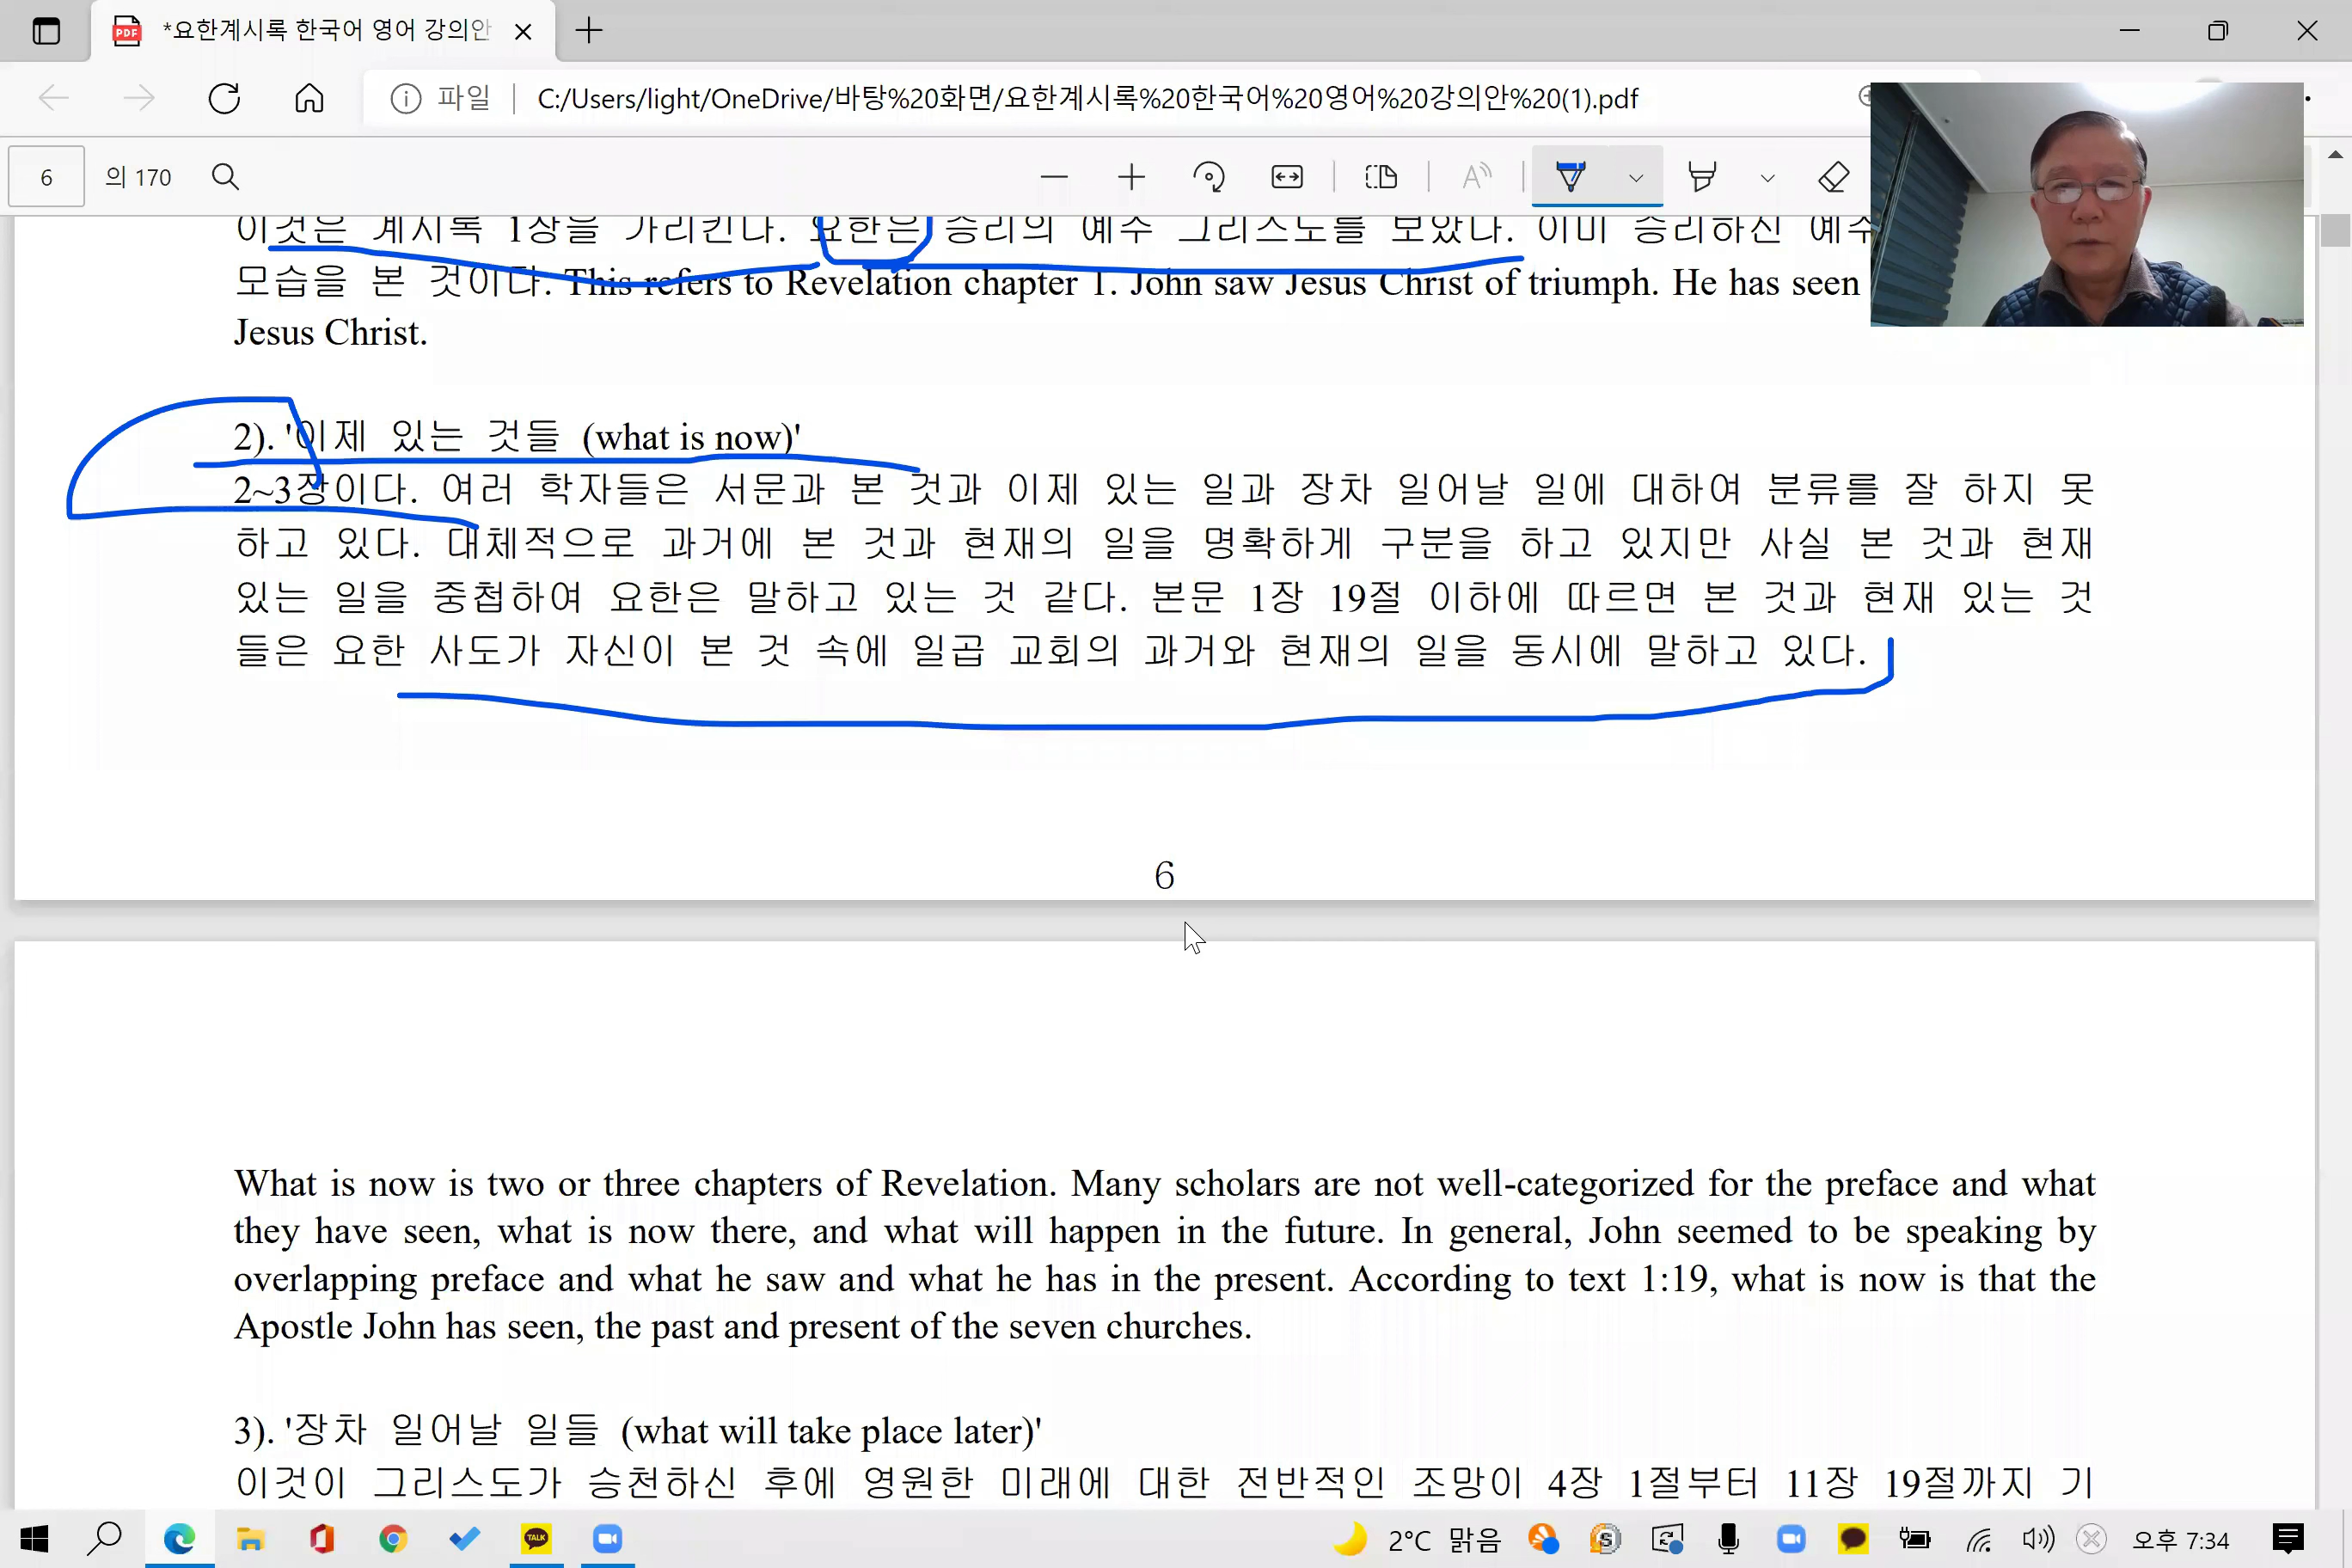 *요한계시록 한국어 영어 강의안
파일 C:/Users/light/OneDrive/바탕%20화면/요한계시록%20한국어%20영어%20강의안%20(1).pdf
6 의 170
이것은 계시록 1장을 가리킨다. 요한은 승리의 예수 그리스도를 보았다. 이미 승리하신 예수
모습을 본 것이다. This refers to Revelation chapter 1. John saw Jesus Christ of triumph. He has seen
Jesus Christ.
2). '이제 있는 것들 (what is now)'
2~3장이다. 여러 학자들은 서문과 본 것과 이제 있는 일과 장차 일어날 일에 대하여 분류를 잘 하지 못
하고 있다. 대체적으로 과거에 본 것과 현재의 일을 명확하게 구분을 하고 있지만 사실 본 것과 현재
있는 일을 중첩하여 요한은 말하고 있는 것 같다. 본문 1장 19절 이하에 따르면 본 것과 현재 있는 것
들은 요한 사도가 자신이 본 것 속에 일곱 교회의 과거와 현재의 일을 동시에 말하고 있다.
6
What is now is two or three chapters of Revelation. Many scholars are not well-categorized for the preface and what
they have seen, what is now there, and what will happen in the future. In general, John seemed to be speaking by
overlapping preface and what he saw and what he has in the present. According to text 1:19, what is now is that the
Apostle John has seen, the past and present of the seven churches.
3). '장차 일어날 일들 (what will take place later)'
이것이 그리스도가 승천하신 후에 영원한 미래에 대한 전반적인 조망이 4장 1절부터 11장 19절까지 기
2°C 맑음 오후 7:34